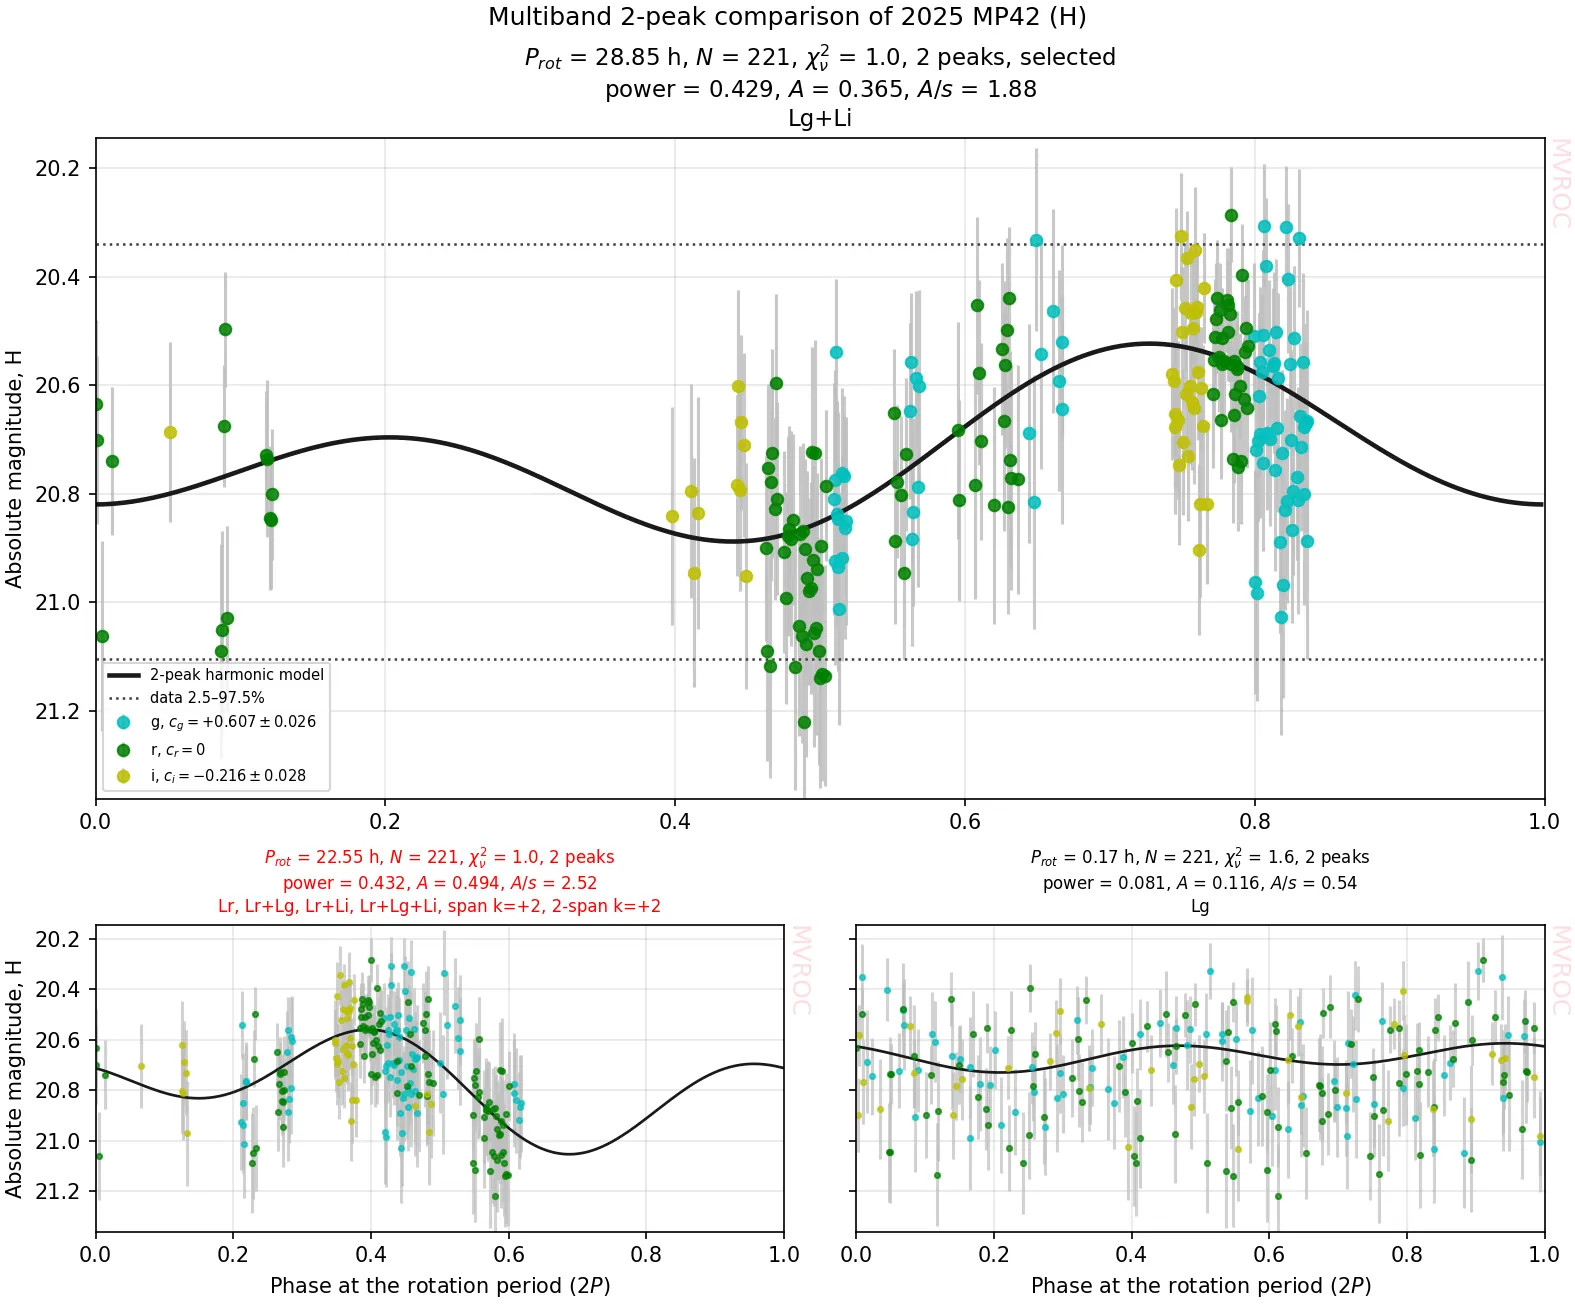 Multiband 2-peak comparison of 2025 MP42 (H)
P_rot = 28.85 h, N = 221, χ²_ν = 1.0, 2 peaks, selected
power = 0.429, A = 0.365, A/s = 1.88
Lg+Li
MVROC
Absolute magnitude, H
20.2
20.4
20.6
20.8
21.0
21.2
2-peak harmonic model
data 2.5–97.5%
g, c_g = +0.607 ± 0.026
r, c_r = 0
i, c_i = −0.216 ± 0.028
0.0 0.2 0.4 0.6 0.8 1.0
P_rot = 22.55 h, N = 221, χ²_ν = 1.0, 2 peaks
power = 0.432, A = 0.494, A/s = 2.52
Lr, Lr+Lg, Lr+Li, Lr+Lg+Li, span k=+2, 2-span k=+2
MVROC
Absolute magnitude, H
20.2
20.4
20.6
20.8
21.0
21.2
0.0 0.2 0.4 0.6 0.8 1.0
Phase at the rotation period (2P)
P_rot = 0.17 h, N = 221, χ²_ν = 1.6, 2 peaks
power = 0.081, A = 0.116, A/s = 0.54
Lg
MVROC
0.0 0.2 0.4 0.6 0.8 1.0
Phase at the rotation period (2P)